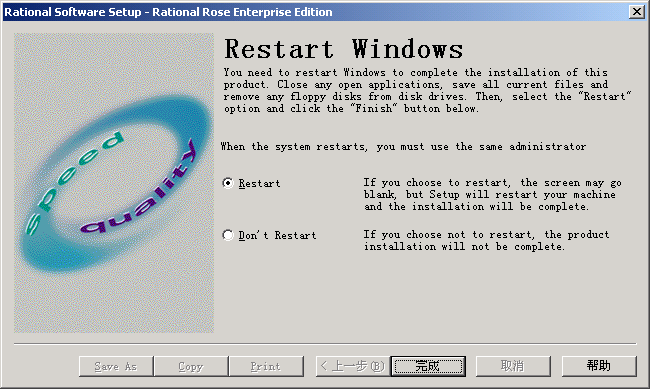 Rational Software Setup - Rational Rose Enterprise Edition
Restart Windows
You need to restart Windows to complete the installation of this
product. Close any open applications, save all current files and
remove any floppy disks from disk drives. Then, select the "Restart"
option and click the "Finish" button below.
When the system restarts, you must use the same administrator
speed
quality
Restart
If you choose to restart, the screen may go
blank, but Setup will restart your machine
and the installation will be complete.
Don't Restart
If you choose not to restart, the product
installation will not be complete.
Save As
Copy
Print
< 上一步(B)
完成
取消
帮助